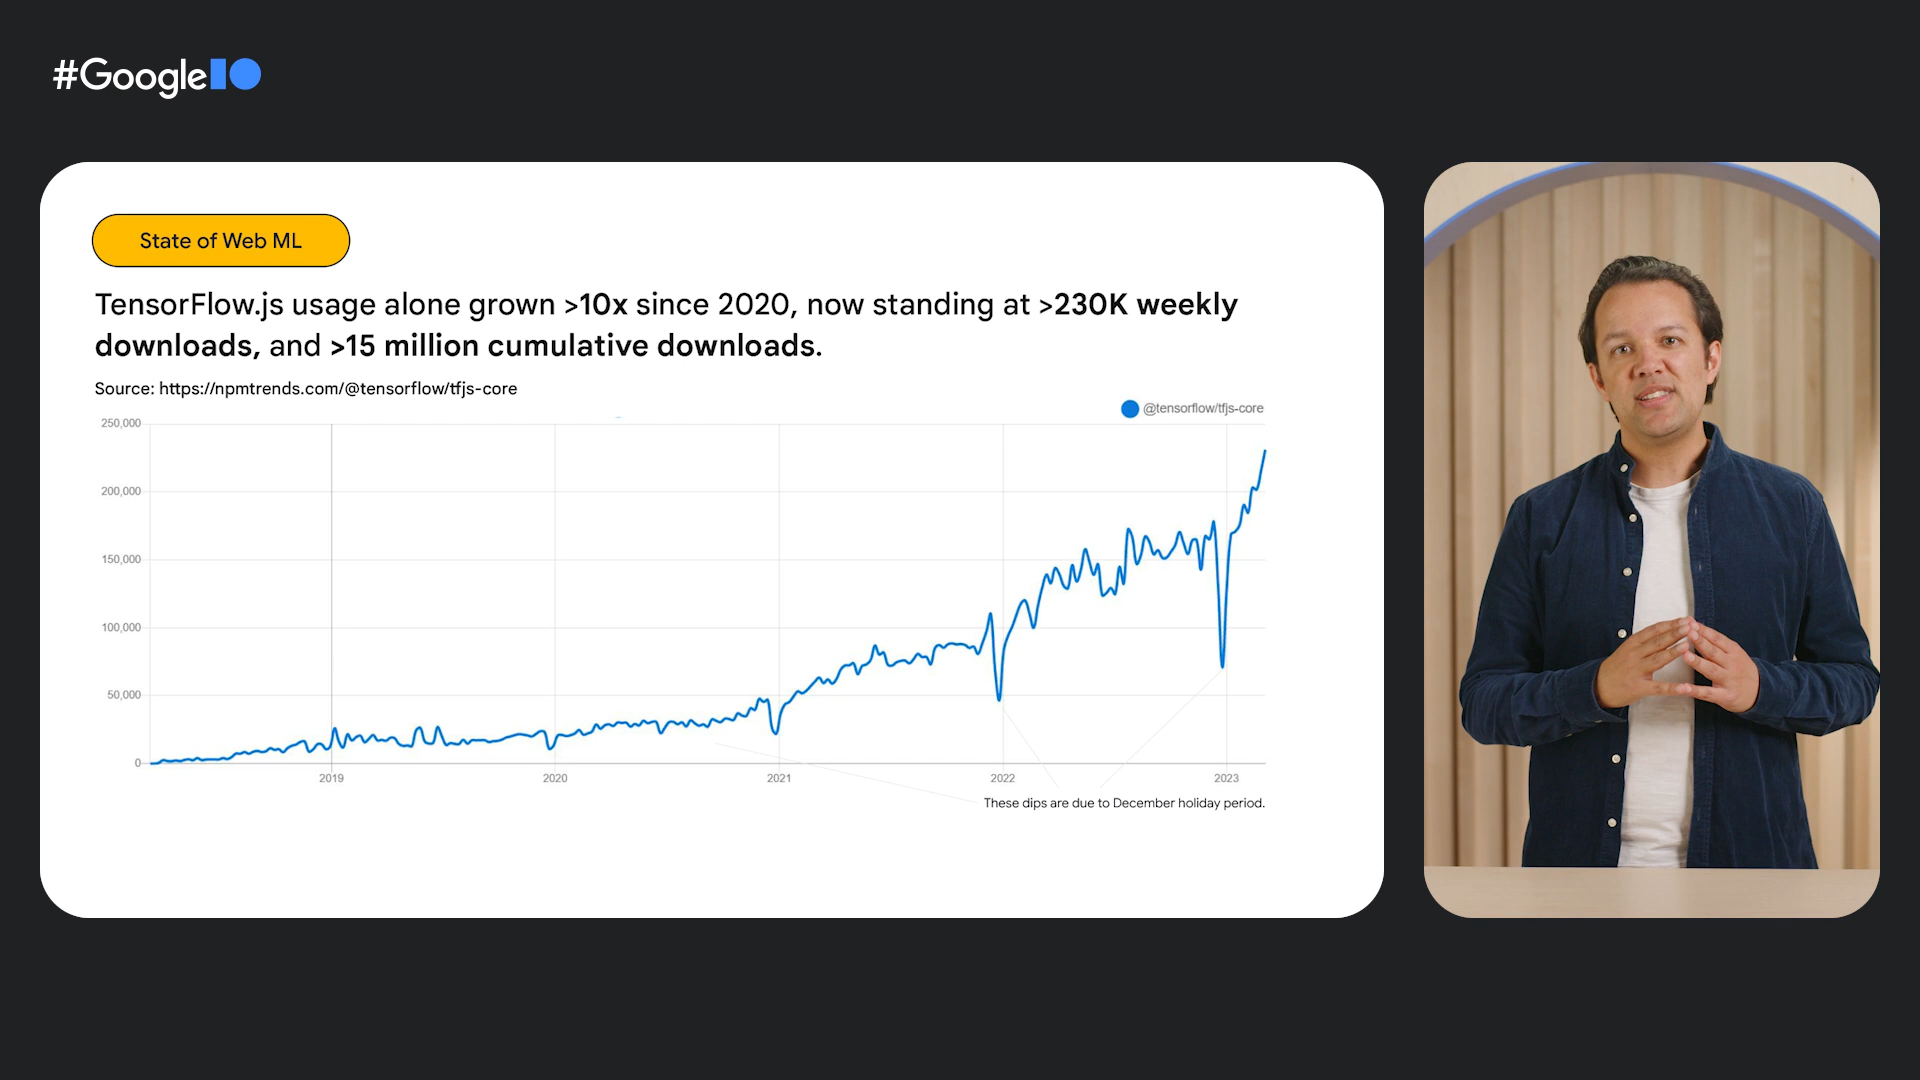 #GoogleIO
State of Web ML
TensorFlow.js usage alone grown >10x since 2020, now standing at >230K weekly
downloads, and >15 million cumulative downloads.
Source: https://npmtrends.com/@tensorflow/tfjs-core
@tensorflow/tfjs-core
250,000
200,000
150,000
100,000
50,000
0
2019 2020 2021 2022 2023
These dips are due to December holiday period.